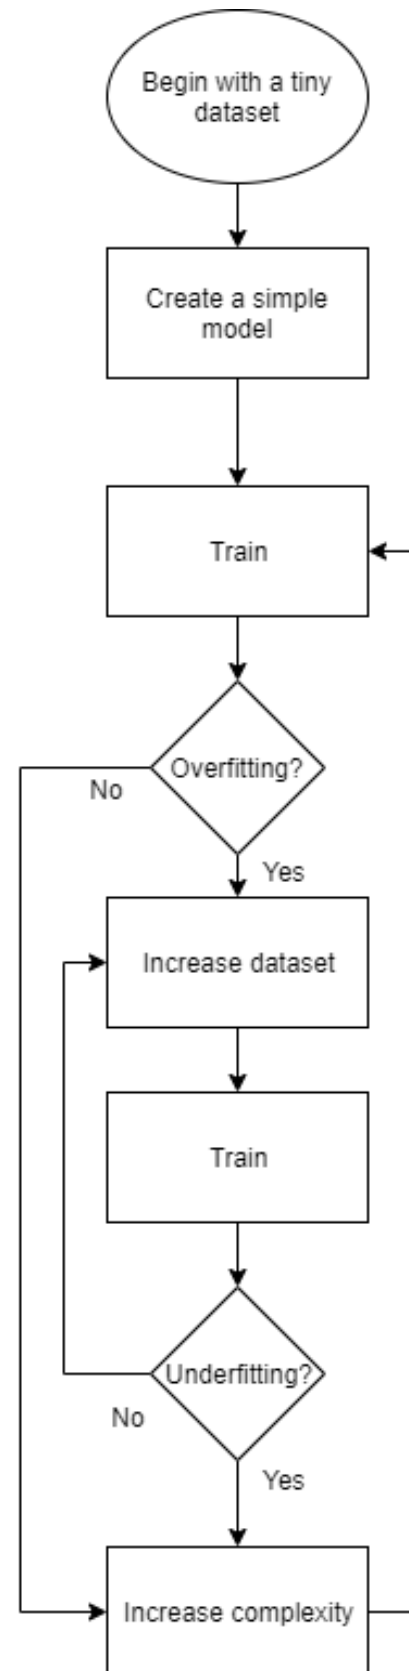 Begin with a tiny
dataset
Create a simple
model
Train
Overfitting?
No
Yes
Increase dataset
Train
Underfitting?
No
Yes
Increase complexity